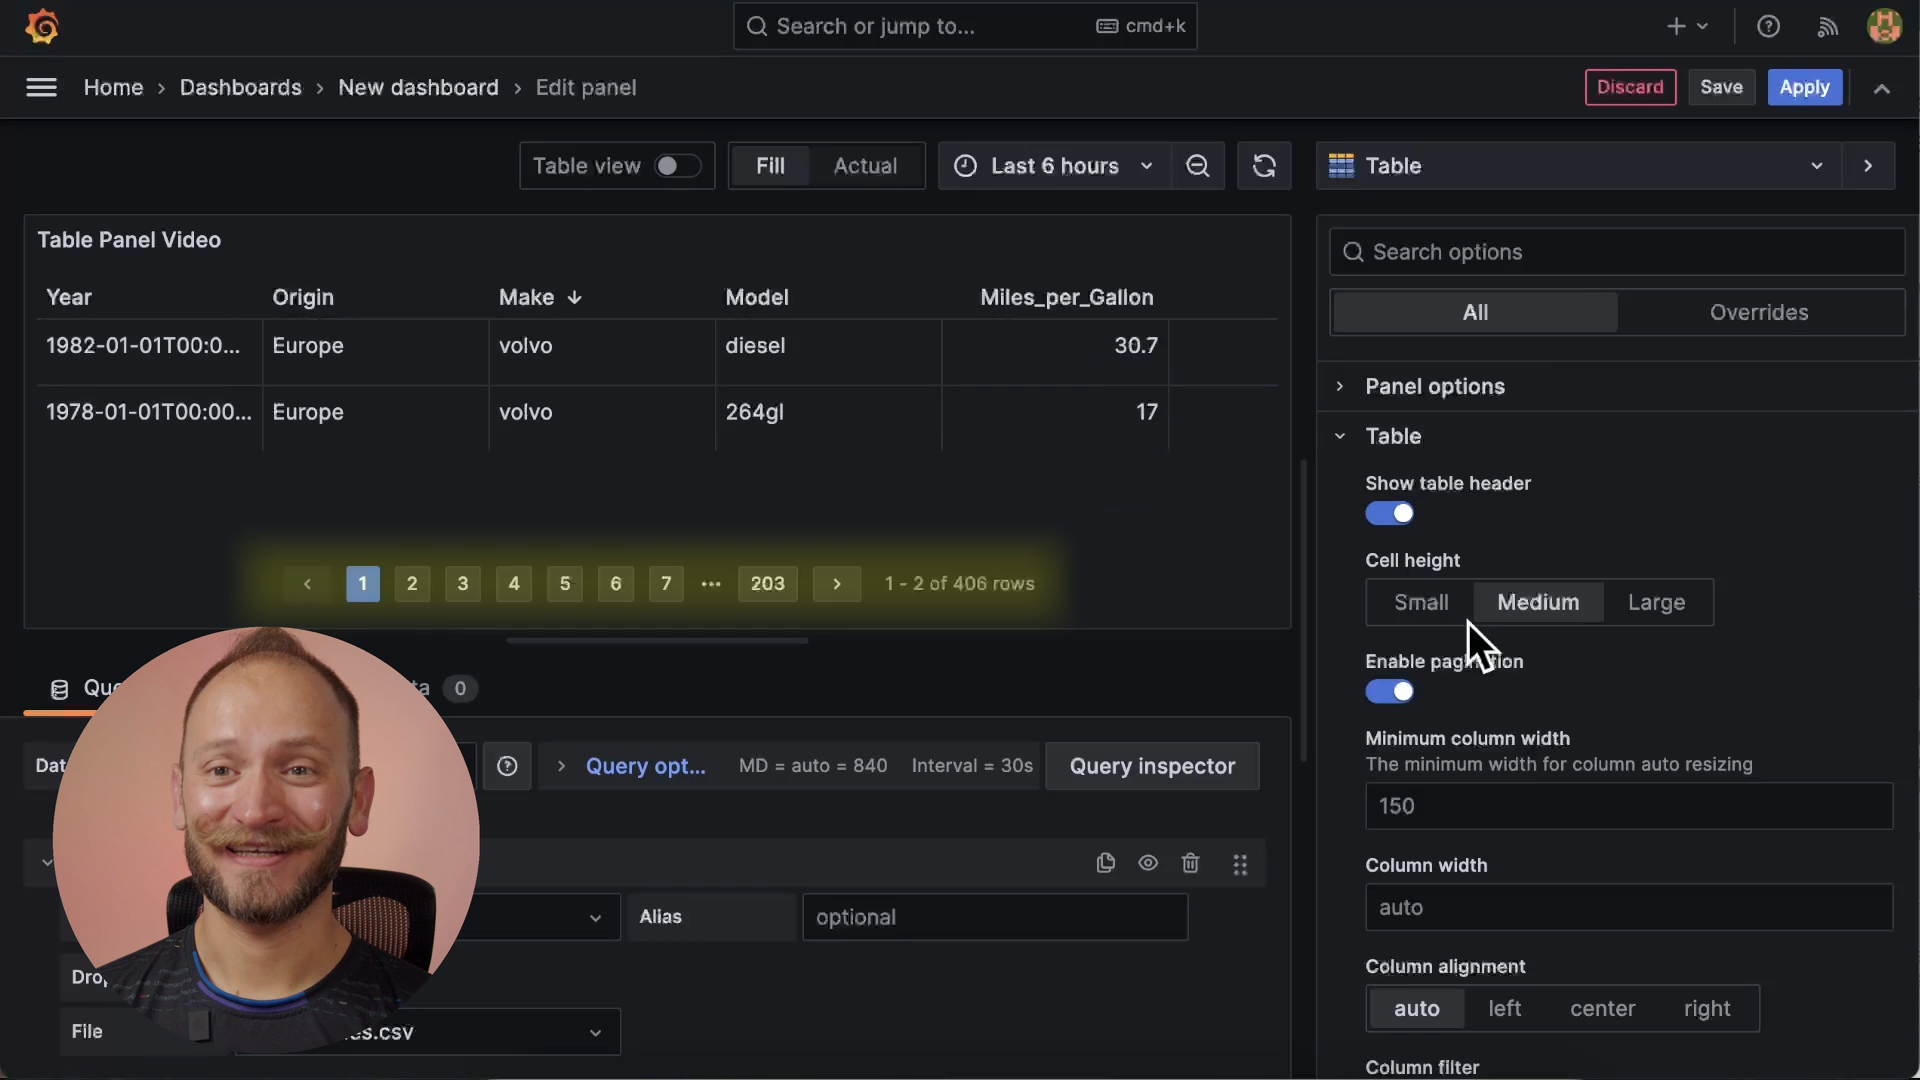 Search or jump to... cmd+k
Home › Dashboards › New dashboard › Edit panel
Discard Save Apply
Table view Fill Actual Last 6 hours
Table
Table Panel Video
Year Origin Make ↓ Model Miles_per_Gallon
1982-01-01T00:0... Europe volvo diesel 30.7
1978-01-01T00:00... Europe volvo 264gl 17
‹ 1 2 3 4 5 6 7 ··· 203 › 1 - 2 of 406 rows
0
Query opt... MD = auto = 840 Interval = 30s Query inspector
Alias optional
File
.csv
Search options
All Overrides
Panel options
Table
Show table header
Cell height
Small Medium Large
Enable pagination
Minimum column width
The minimum width for column auto resizing
150
Column width
auto
Column alignment
auto left center right
Column filter